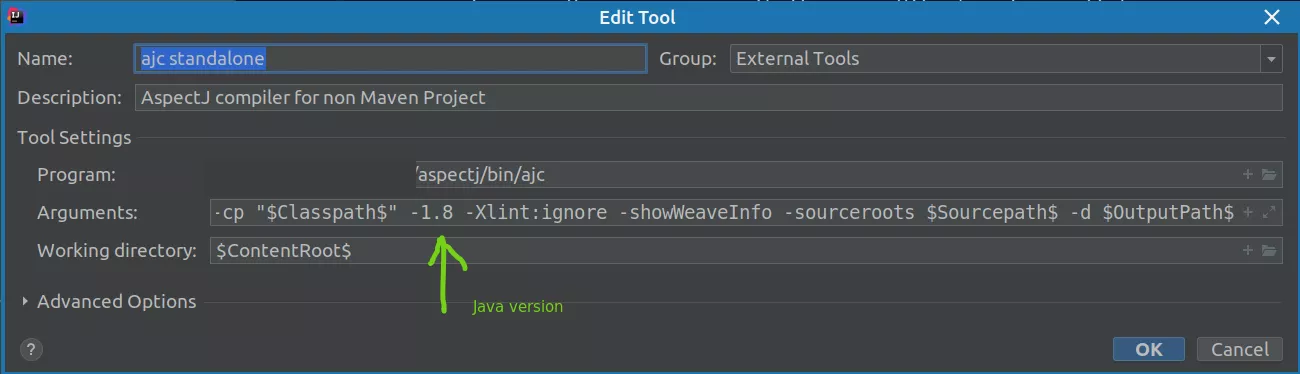 Edit Tool
Name: ajc standalone Group: External Tools
Description: AspectJ compiler for non Maven Project
Tool Settings
Program: /aspectj/bin/ajc
Arguments: -cp "$Classpath$" -1.8 -Xlint:ignore -showWeaveInfo -sourceroots $Sourcepath$ -d $OutputPath$
Working directory: $ContentRoot$
Advanced Options
Java version
? OK Cancel